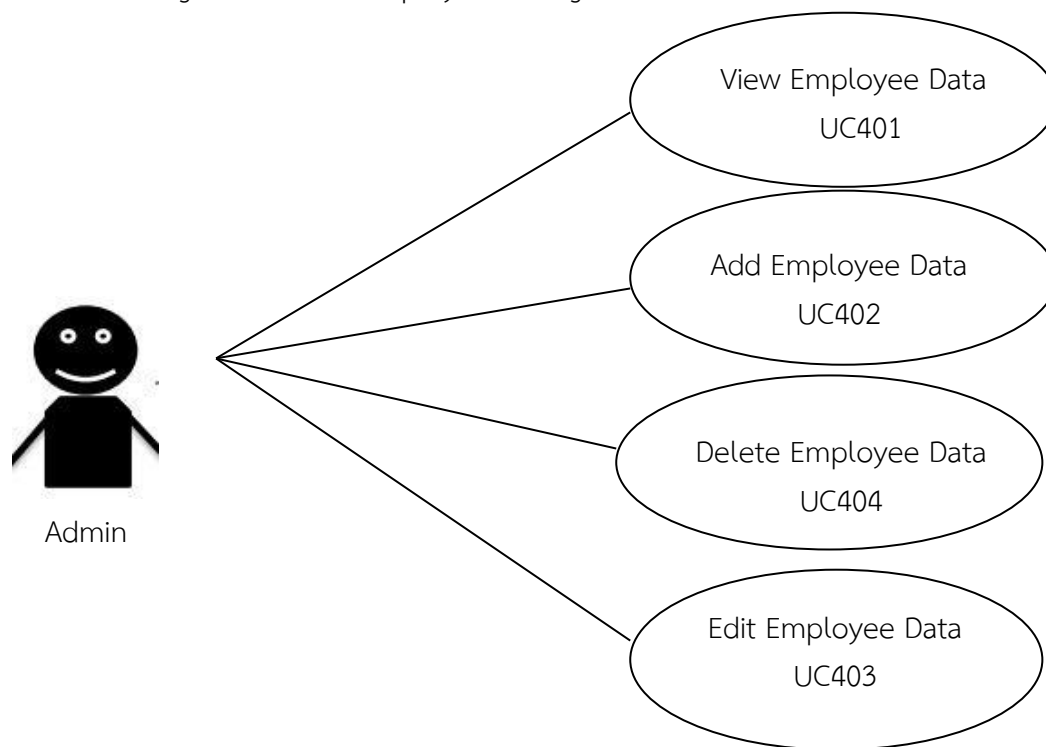 View Employee Data
UC401
Add Employee Data
UC402
Delete Employee Data
UC404
Admin
Edit Employee Data
UC403